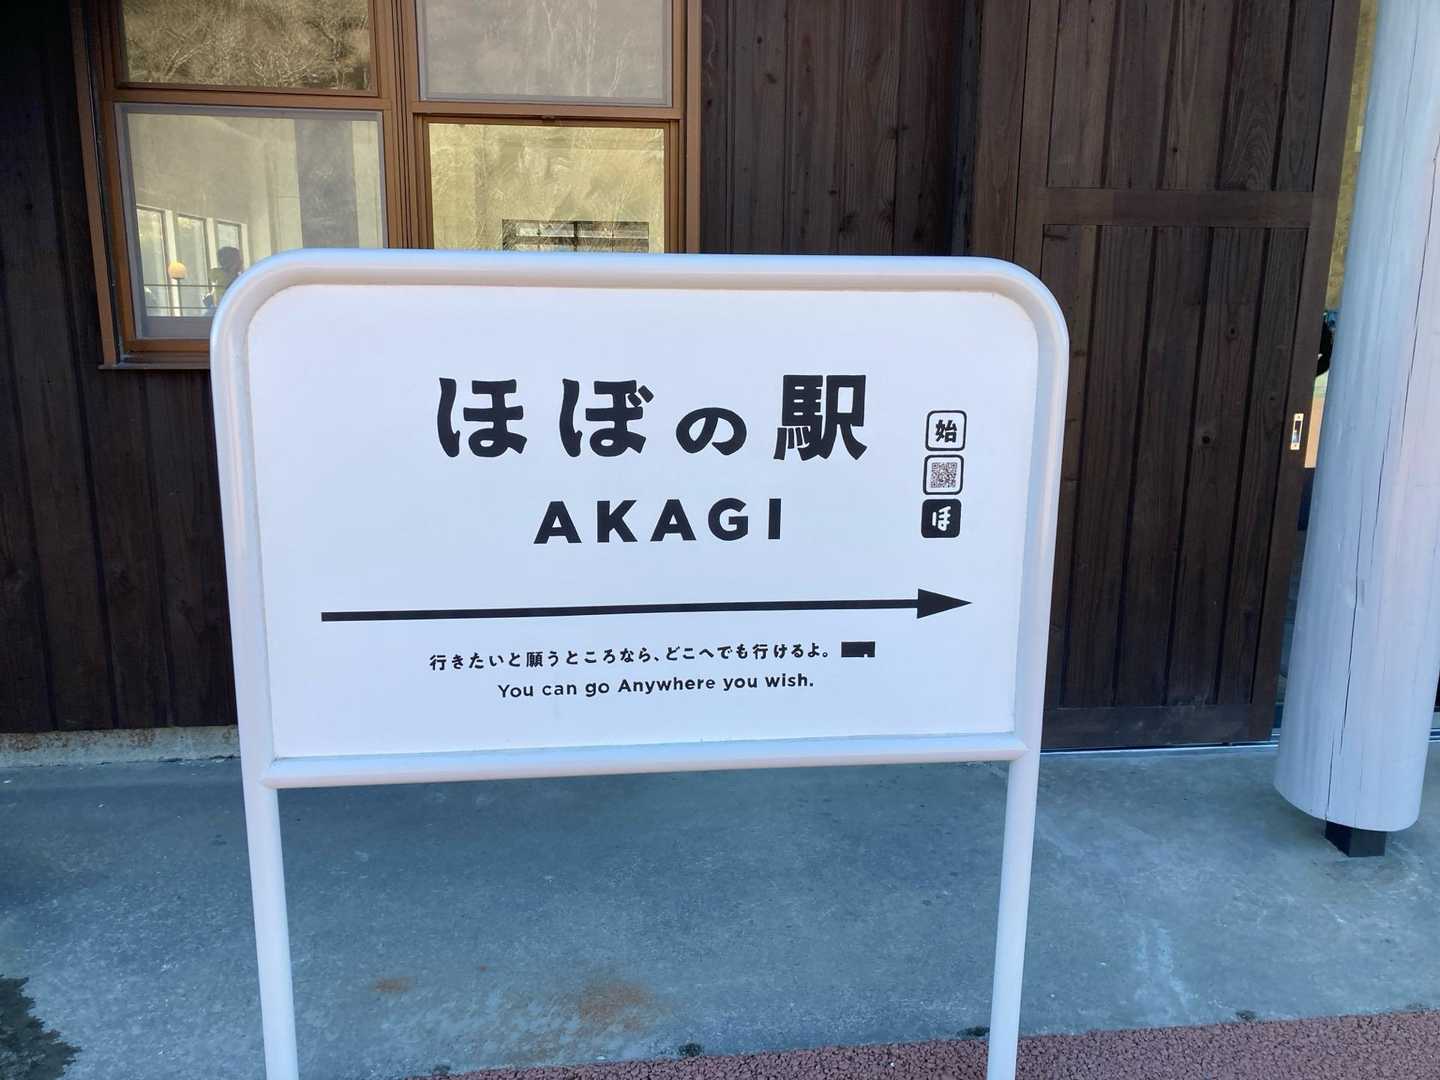 ほぼの駅
AKAGI
始
ほ
行きたいと願うところなら、どこへでも行けるよ。
You can go Anywhere you wish.